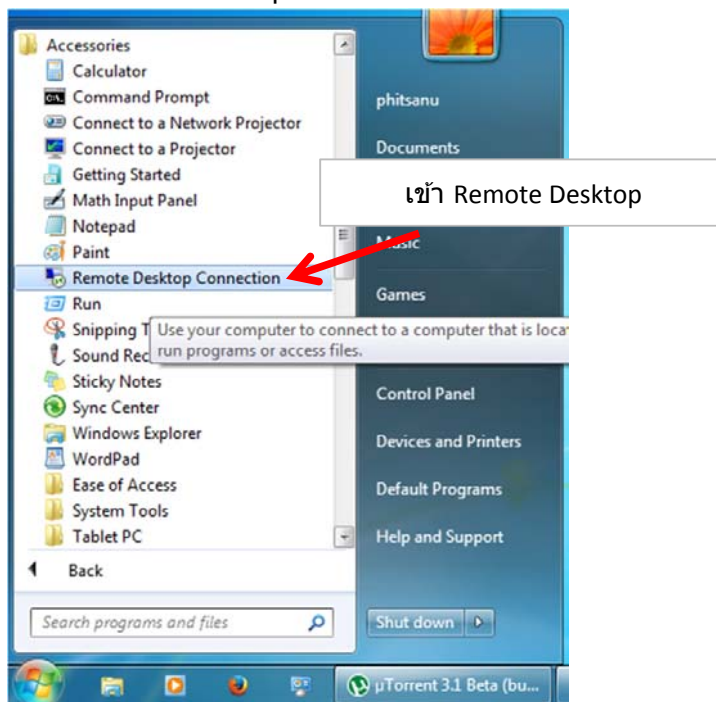 Accessories
Calculator
Command Prompt
Connect to a Network Projector
Connect to a Projector
Getting Started
Math Input Panel
Notepad
Paint
Remote Desktop Connection
Run
Snipping T
Sound Rec
Use your computer to connect to a computer that is loca
run programs or access files.
Sticky Notes
Sync Center
Windows Explorer
WordPad
Ease of Access
System Tools
Tablet PC
Back
Search programs and files
phitsanu
Documents
เข้า Remote Desktop
Music
Games
Control Panel
Devices and Printers
Default Programs
Help and Support
Shut down
µTorrent 3.1 Beta (bu...